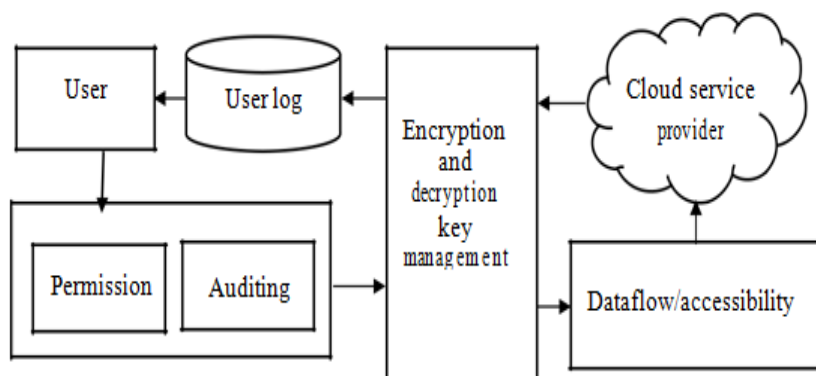 User
User log
Encryption
and
decryption
key
management
Cloud service
provider
Permission
Auditing
Dataflow/accessibility